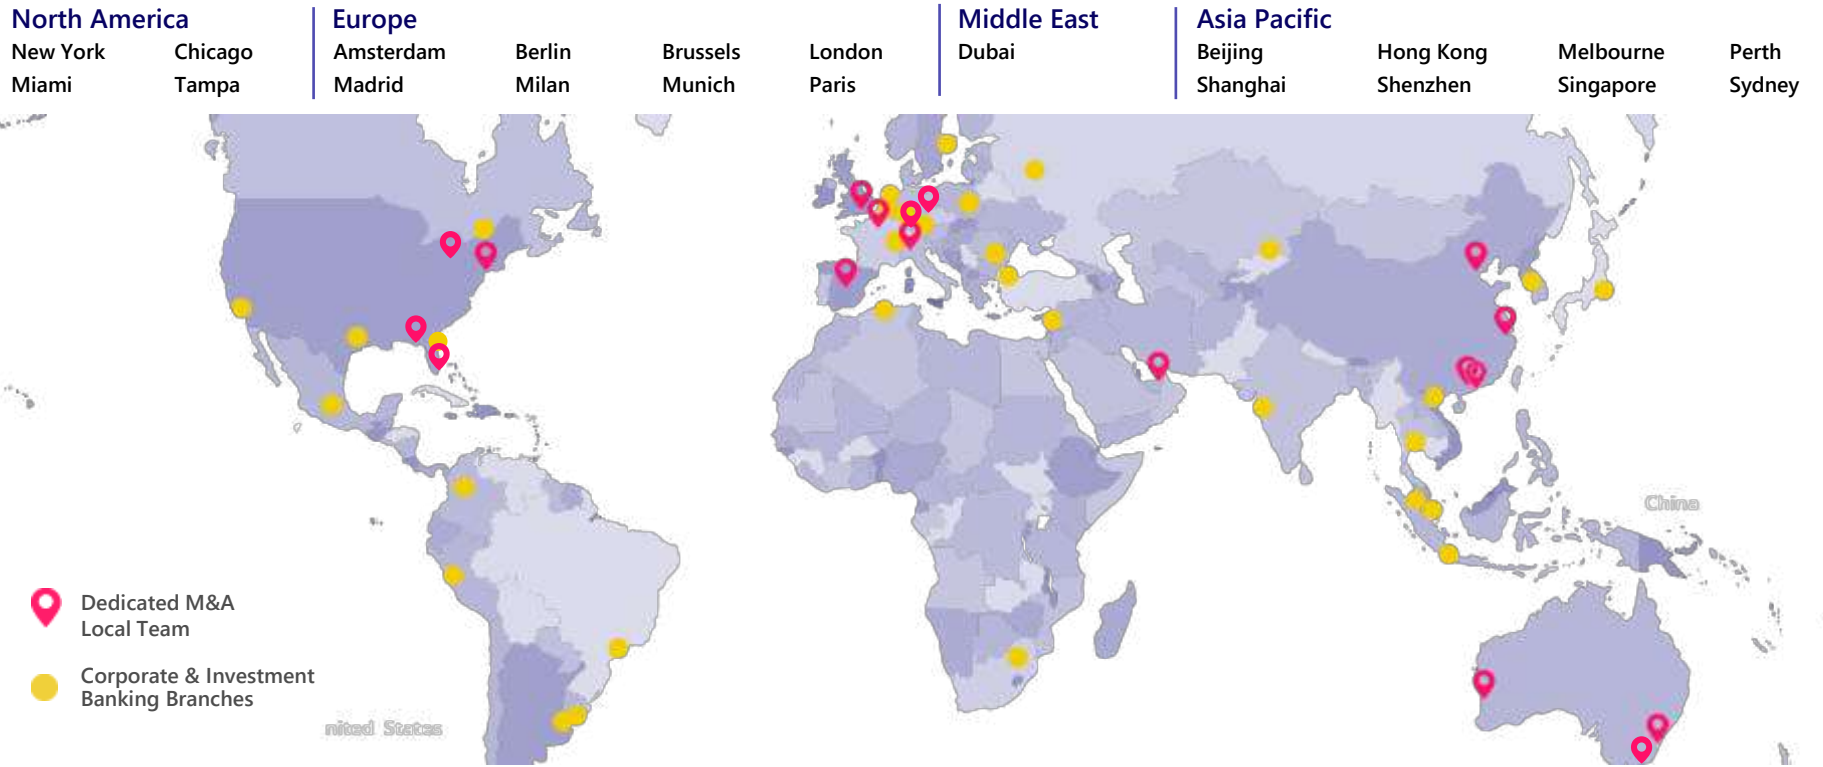 North America
Europe
Middle East
Asia Pacific
New York
Chicago
Amsterdam
Berlin
Brussels
London
Dubai
Beijing
Hong Kong
Melbourne
Perth
Miami
Tampa
Madrid
Milan
Munich
Paris
Shanghai
Shenzhen
Singapore
Sydney
China
Dedicated M&A
Local Team
Corporate & Investment
Banking Branches
nited States